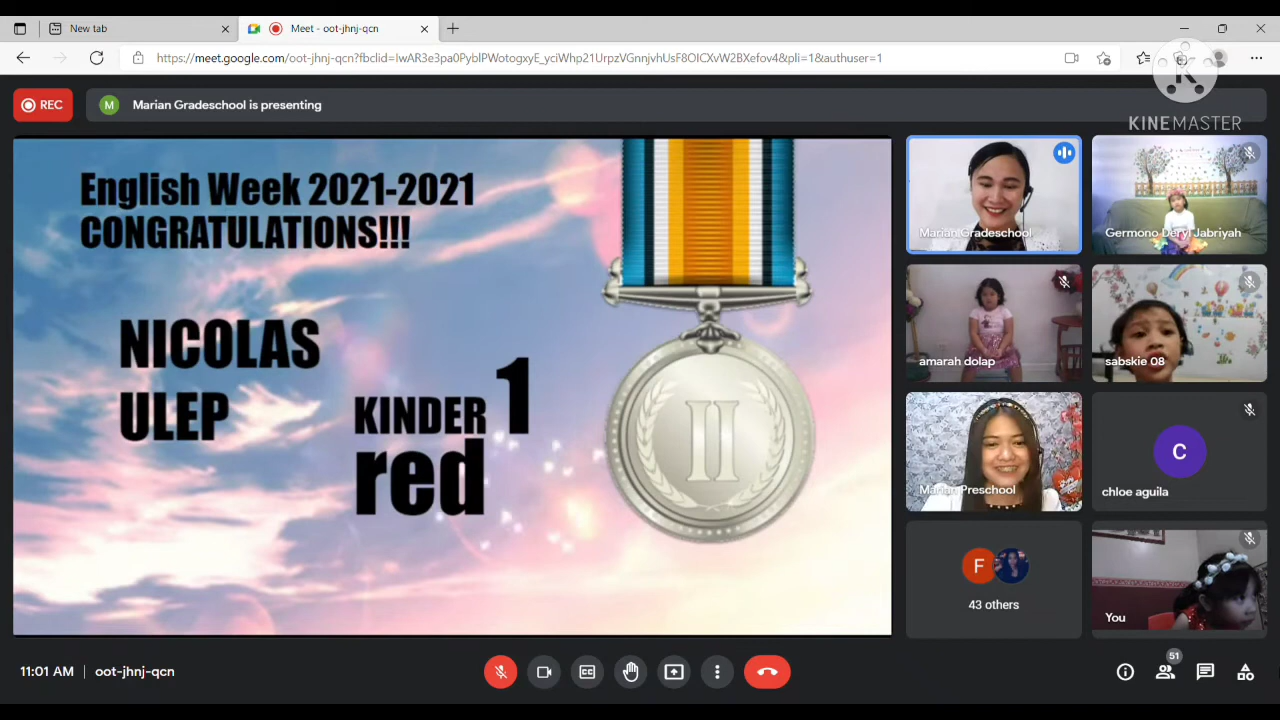 New tab
Meet - oot-jhnj-qcn
https://meet.google.com/oot-jhnj-qcn?fbclid=IwAR3e3pa0PyblPWotogxyE_yciWhp21UrpzVGnnjvhUsF8OICXvW2BXefov4&pli=1&authuser=1
K
KINEMASTER
REC
M
Marian Gradeschool is presenting
English Week 2021-2021
CONGRATULATIONS!!!
NICOLAS
ULEP
KINDER 1
red
II
Marian Gradeschool
Germono Deryl Jabriyah
amarah dolap
sabskie 08
Marian Preschool
C
chloe aguila
F
43 others
You
11:01 AM
oot-jhnj-qcn
51